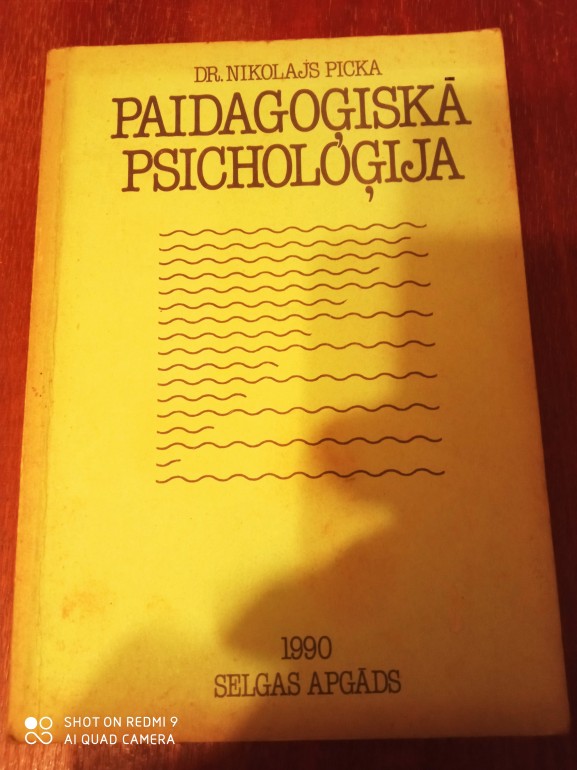 DR. NIKOLAJS PICKA
PAIDAGOĢISKĀ
PSICHOLOĢIJA
1990
SELGAS APGĀDS
SHOT ON REDMI 9
AI QUAD CAMERA